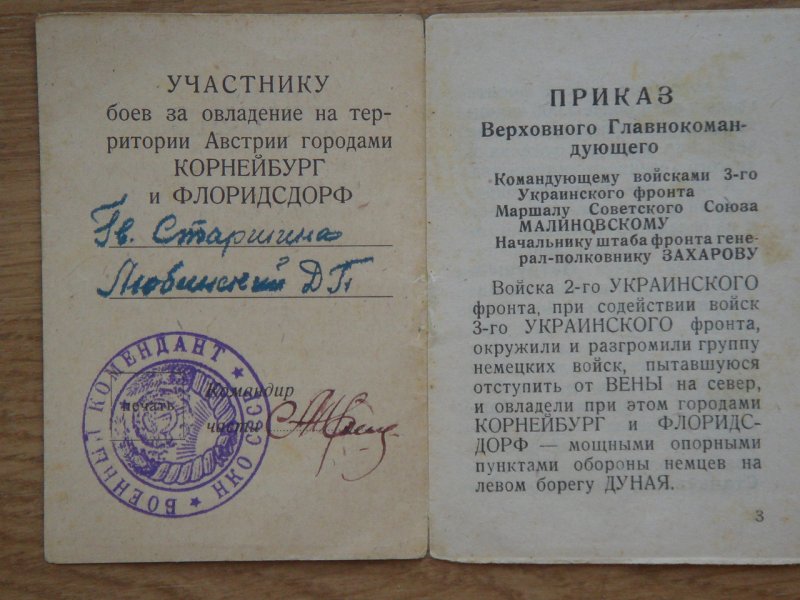 УЧАСТНИКУ
боев за овладение на тер-
ритории Австрии городами
КОРНЕЙБУРГ
и ФЛОРИДСДОРФ
Гв. Старшина
Любинский Д П
ВОЕННЫЙ КОМЕНДАНТ
НКО СССР
печать
Командир
части
ПРИКАЗ
Верховного Главнокоман-
дующего
Командующему войсками 3-го
Украинского фронта
Маршалу Советского Союза
МАЛИНОВСКОМУ
Начальнику штаба фронта гене-
рал-полковнику ЗАХАРОВУ
Войска 2-го УКРАИНСКОГО
фронта, при содействии войск
3-го УКРАИНСКОГО фронта,
окружили и разгромили группу
немецких войск, пытавшуюся
отступить от ВЕНЫ на север,
и овладели при этом городами
КОРНЕЙБУРГ и ФЛОРИДС-
ДОРФ — мощными опорными
пунктами обороны немцев на
левом борегу ДУНАЯ.
3